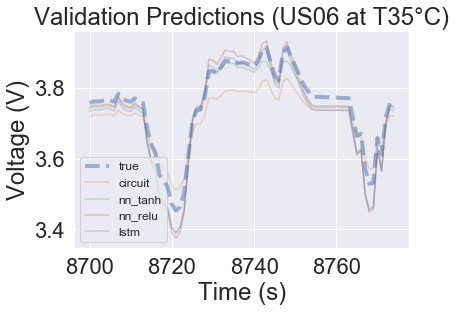 Validation Predictions (US06 at T35°C)
Voltage (V)
3.8
3.6
3.4
true
circuit
nn_tanh
nn_relu
lstm
8700 8720 8740 8760
Time (s)